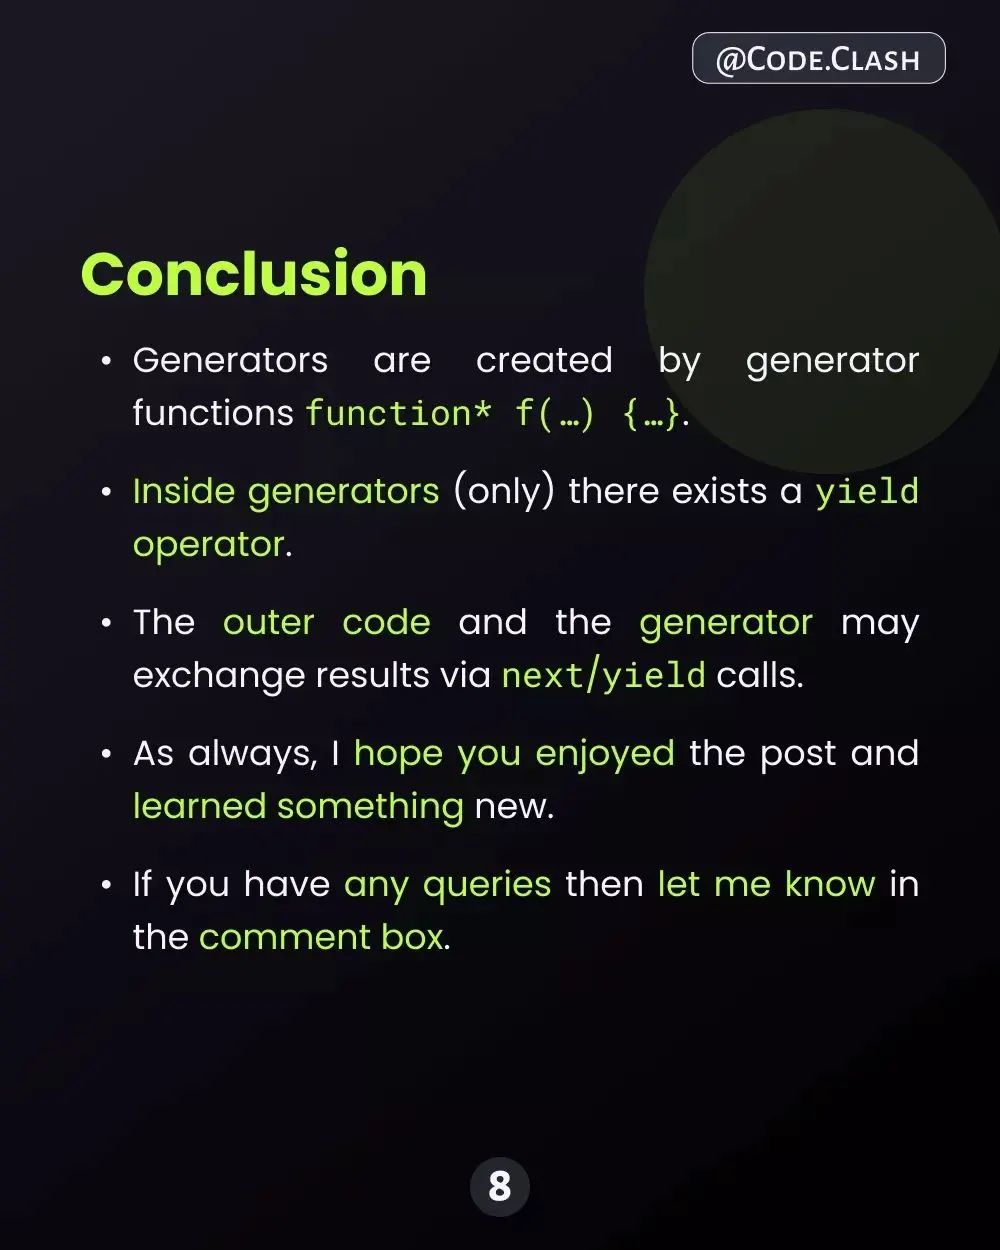 @Code.Clash
Conclusion
• Generators are created by generator
functions function* f(…) {…}.
• Inside generators (only) there exists a yield
operator.
• The outer code and the generator may
exchange results via next/yield calls.
• As always, I hope you enjoyed the post and
learned something new.
• If you have any queries then let me know in
the comment box.
8